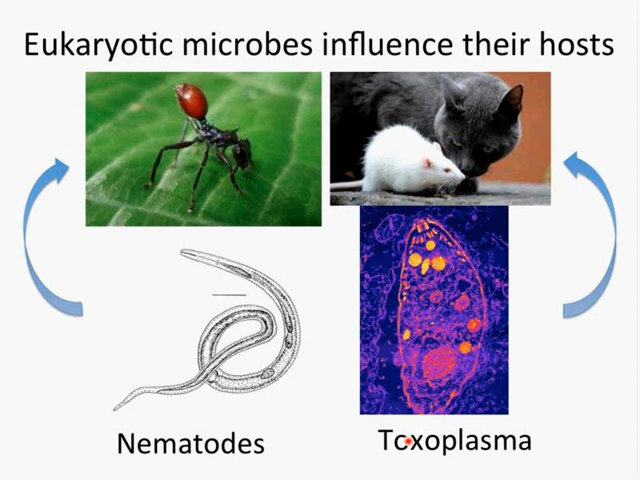 Eukaryotic microbes influence their hosts
Nematodes
Toxoplasma